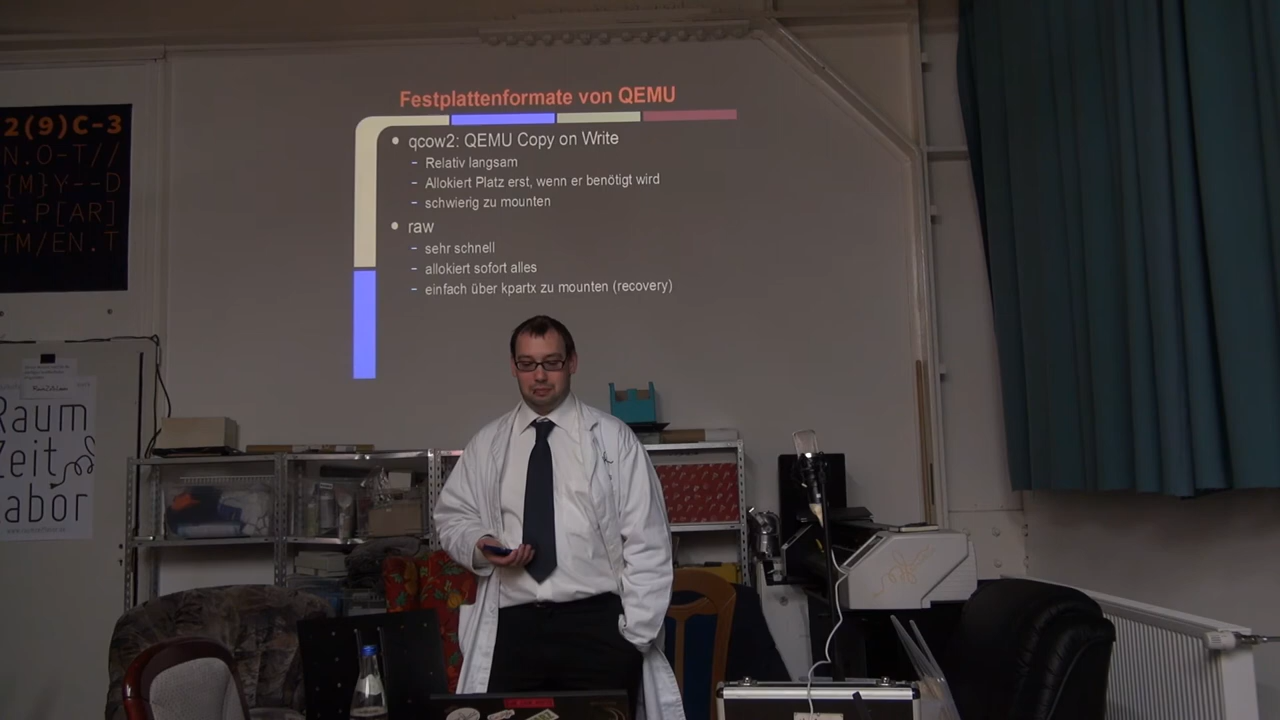 Festplattenformate von QEMU
• qcow2: QEMU Copy on Write
– Relativ langsam
– Allokiert Platz erst, wenn er benötigt wird
– schwierig zu mounten
• raw
– sehr schnell
– allokiert sofort alles
– einfach über kpartx zu mounten (recovery)
2(9)C-3
N.O-T//
{M}Y--D
E.P[AR]
TM/EN.T
Raum
Zeit
Labor